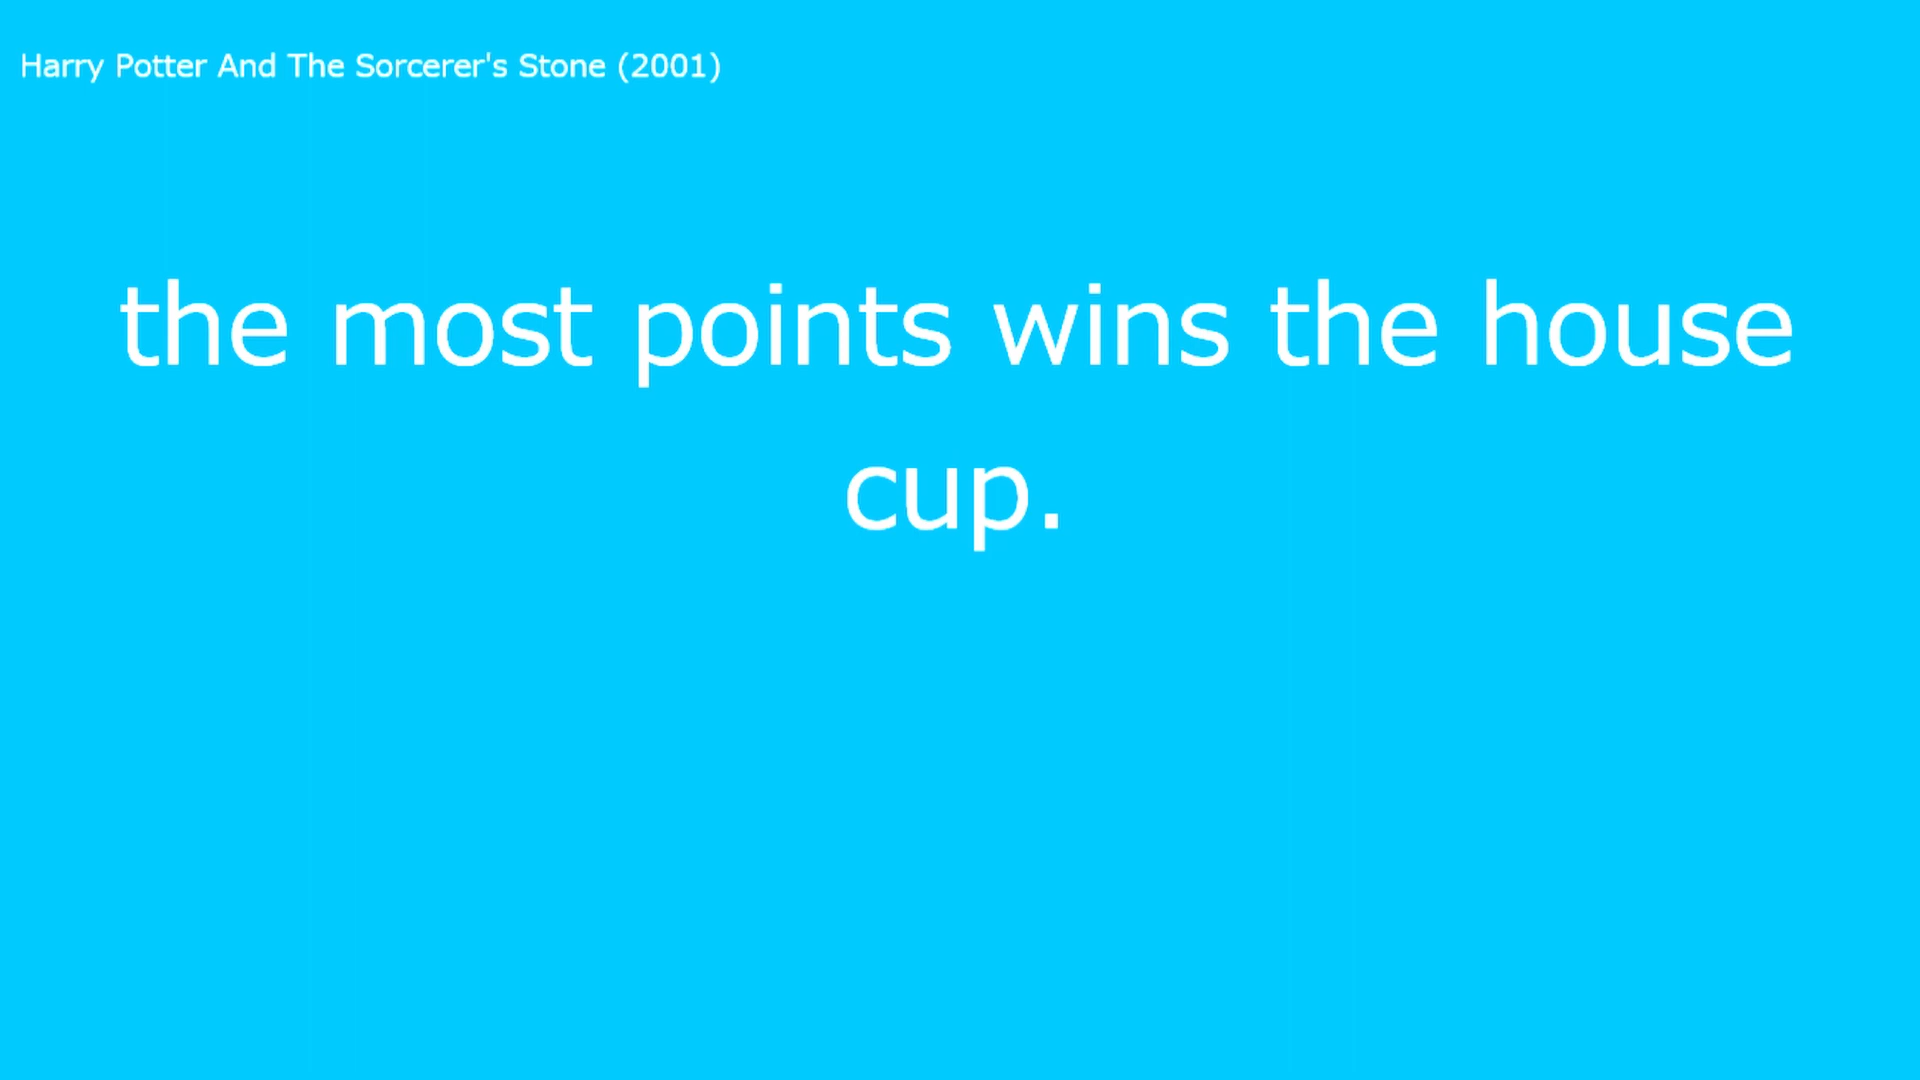 Harry Potter And The Sorcerer's Stone (2001)
the most points wins the house
cup.